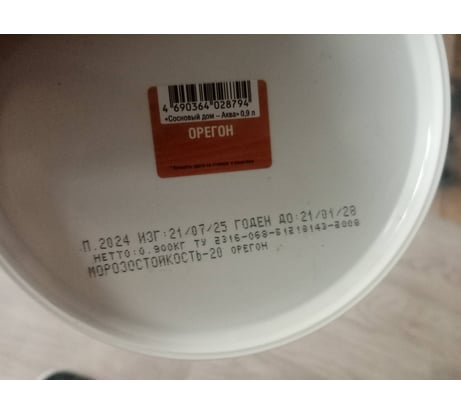 4 690364 028794
«Сосновый дом – Аква» 0,9 л
ОРЕГОН
П.2024 ИЗГ:21/07/25 ГОДЕН ДО:21/01/28
НЕТТО:0.900КГ ТУ 2316-068-51218143-2008
МОРОЗОСТОЙКОСТЬ-20 ОРЕГОН